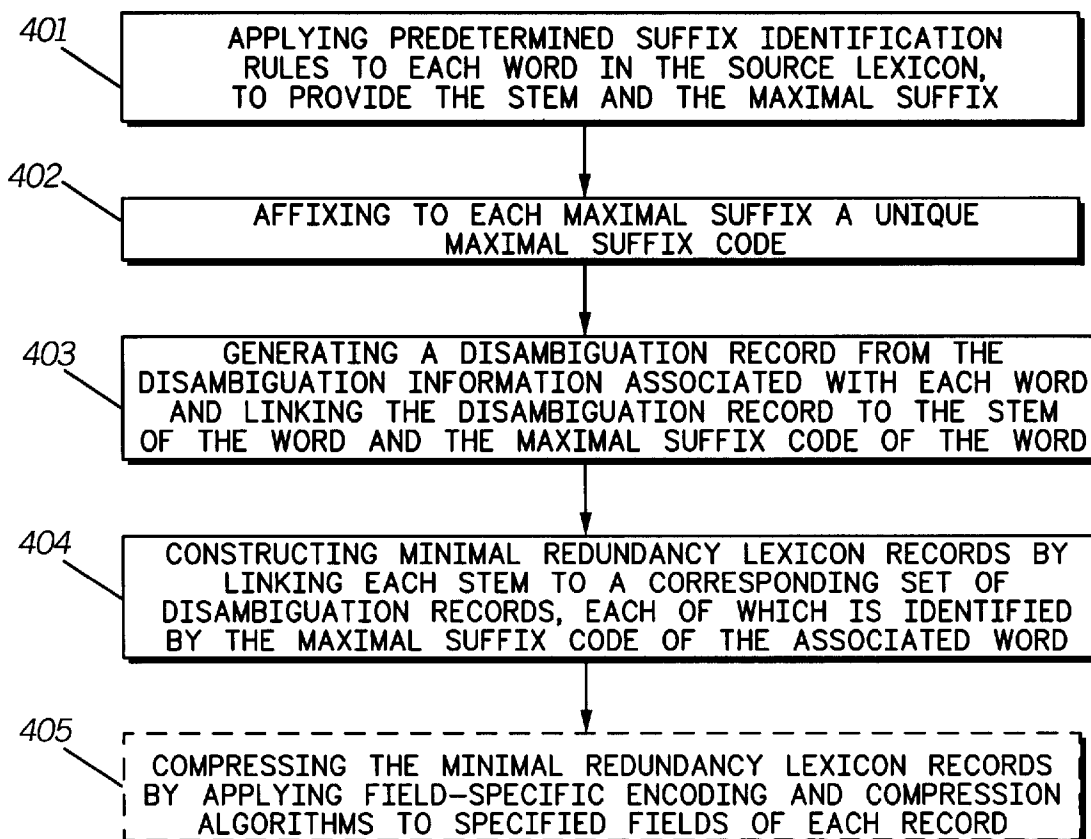 401
APPLYING PREDETERMINED SUFFIX IDENTIFICATION
RULES TO EACH WORD IN THE SOURCE LEXICON,
TO PROVIDE THE STEM AND THE MAXIMAL SUFFIX
402
AFFIXING TO EACH MAXIMAL SUFFIX A UNIQUE
MAXIMAL SUFFIX CODE
403
GENERATING A DISAMBIGUATION RECORD FROM THE
DISAMBIGUATION INFORMATION ASSOCIATED WITH EACH WORD
AND LINKING THE DISAMBIGUATION RECORD TO THE STEM
OF THE WORD AND THE MAXIMAL SUFFIX CODE OF THE WORD
404
CONSTRUCTING MINIMAL REDUNDANCY LEXICON RECORDS BY
LINKING EACH STEM TO A CORRESPONDING SET OF
DISAMBIGUATION RECORDS, EACH OF WHICH IS IDENTIFIED
BY THE MAXIMAL SUFFIX CODE OF THE ASSOCIATED WORD
405
COMPRESSING THE MINIMAL REDUNDANCY LEXICON RECORDS
BY APPLYING FIELD-SPECIFIC ENCODING AND COMPRESSION
ALGORITHMS TO SPECIFIED FIELDS OF EACH RECORD